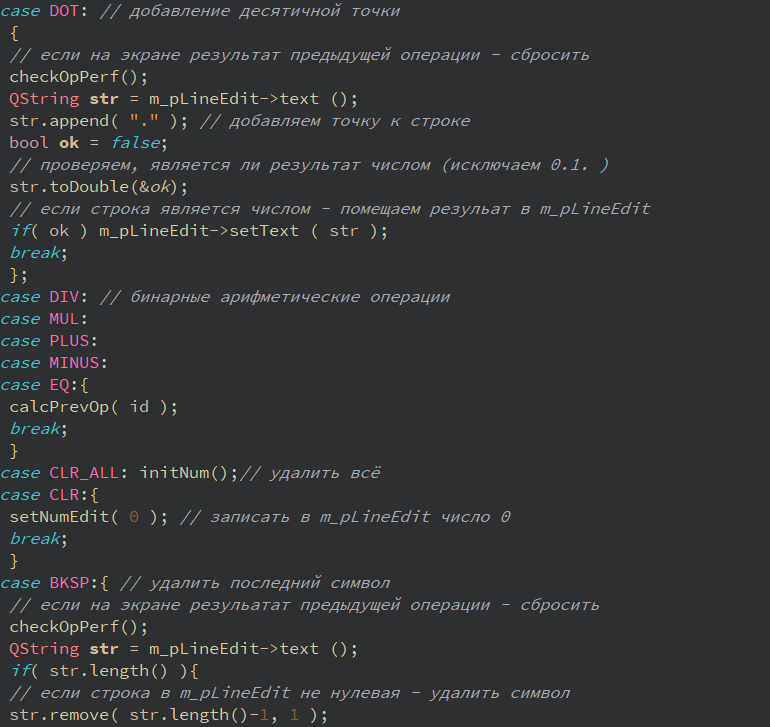 case DOT: // добавление десятичной точки
{
// если на экране результат предыдущей операции – сбросить
checkOpPerf();
QString str = m_pLineEdit->text ();
str.append( "." ); // добавляем точку к строке
bool ok = false;
// проверяем, является ли результат числом (исключаем 0.1. )
str.toDouble(&ok);
// если строка является числом – помещаем резульат в m_pLineEdit
if( ok ) m_pLineEdit->setText ( str );
break;
};
case DIV: // бинарные арифметические операции
case MUL:
case PLUS:
case MINUS:
case EQ:{
calcPrevOp( id );
break;
}
case CLR_ALL: initNum();// удалить всё
case CLR:{
setNumEdit( 0 ); // записать в m_pLineEdit число 0
break;
}
case BKSP:{ // удалить последний символ
// если на экране резульатат предыдущей операции – сбросить
checkOpPerf();
QString str = m_pLineEdit->text ();
if( str.length() ){
// если строка в m_pLineEdit не нулевая – удалить символ
str.remove( str.length()-1, 1 );